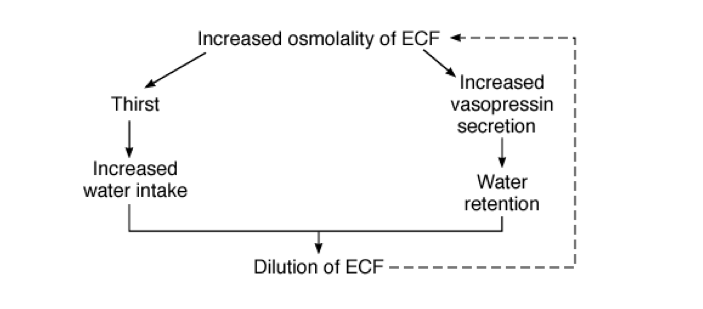 Increased osmolality of ECF
Thirst
Increased
vasopressin
secretion
Increased
water intake
Water
retention
Dilution of ECF